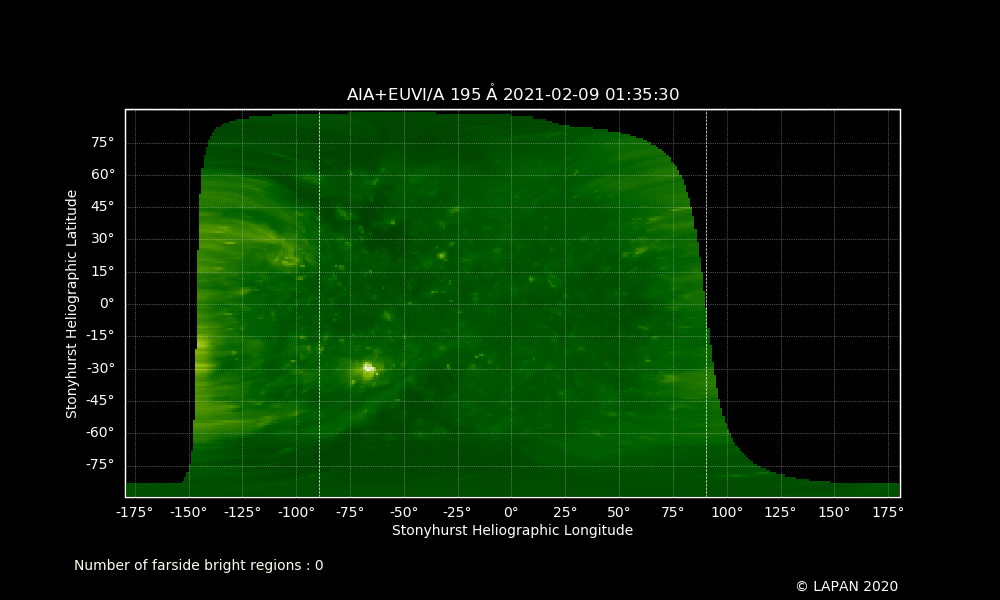 AIA+EUVI/A 195 Å 2021-02-09 01:35:30
Stonyhurst Heliographic Latitude
75°
60°
45°
30°
15°
0°
-15°
-30°
-45°
-60°
-75°
-175° -150° -125° -100° -75° -50° -25° 0° 25° 50° 75° 100° 125° 150° 175°
Stonyhurst Heliographic Longitude
Number of farside bright regions : 0
© LAPAN 2020